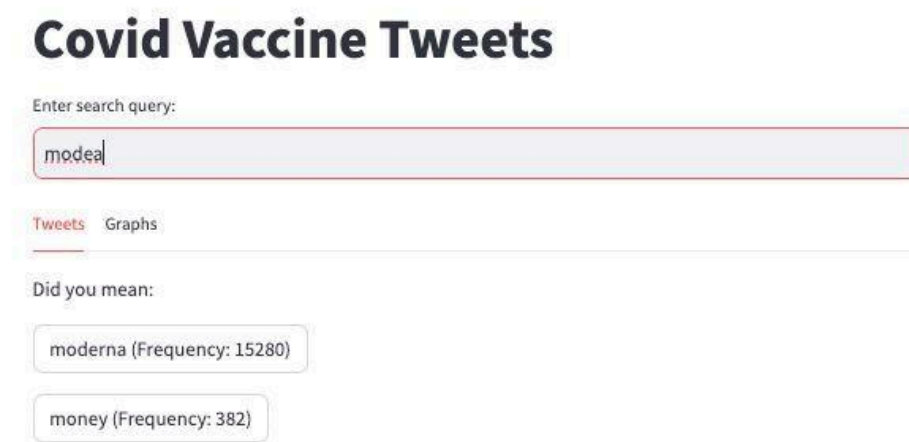 Covid Vaccine Tweets
Enter search query:
modea
Tweets Graphs
Did you mean:
moderna (Frequency: 15280)
money (Frequency: 382)